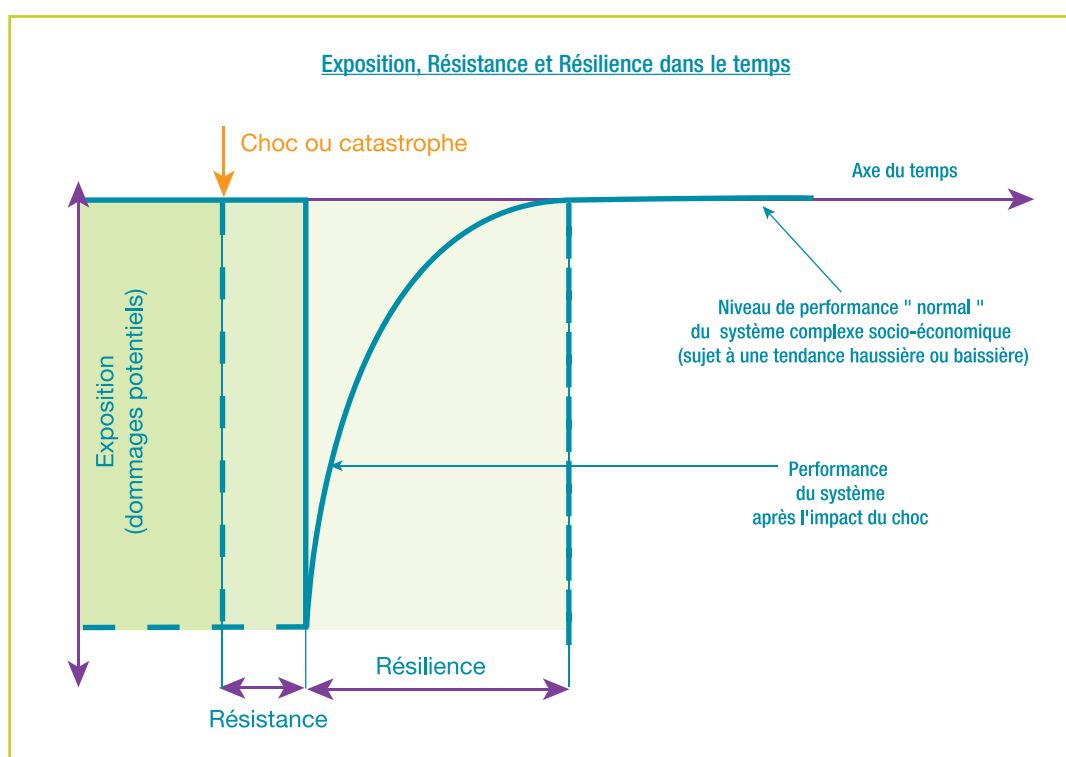 Exposition, Résistance et Résilience dans le temps
Choc ou catastrophe
Axe du temps
Niveau de performance " normal "
du système complexe socio-économique
(sujet à une tendance haussière ou baissière)
Exposition
(dommages potentiels)
Performance
du système
après l'impact du choc
Résilience
Résistance